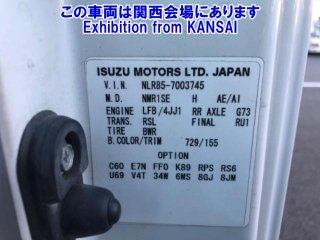 この車両は関西会場にあります
Exhibition from KANSAI
ISUZU MOTORS LTD. JAPAN
V.I.N. NLR85-7003745
M.D. NMR1SE H AE/AI
ENGINE LFB/4JJ1 RR AXLE G73
TRANS. RSL FINAL RU1
TIRE BWR
B.COLOR/TRIM 729/155
OPTION
C60 E7N FF0 K89 RPS RS6
U69 V4T 34W 6MS 8GJ 8JM